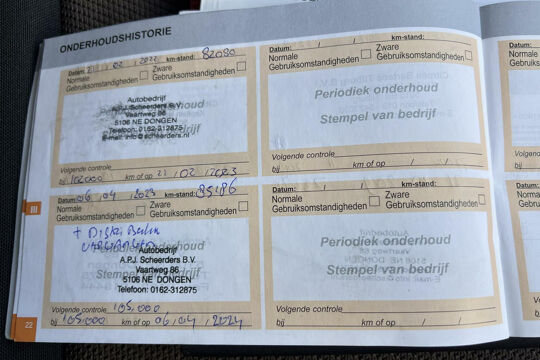 ONDERHOUDSHISTORIE
Datum: 21 / 02 / 2022 km-stand: 82080
Normale Gebruiksomstandigheden
Zware Gebruiksomstandigheden
Autobedrijf
A.P.J. Scheerders B.V.
Vaartweg 86
5106 NE DONGEN
Telefoon: 0162-312875
E-mail: info@scheerders.nl
Volgende controle
bij 102000 km of op 21 / 02 / 2023
Datum: / / km-stand:
Normale Gebruiksomstandigheden
Zware Gebruiksomstandigheden
Periodiek onderhoud
Stempel van bedrijf
Volgende controle
bij km of op / /
Datum: 06 / 04 / 2023 km-stand: 85186
Normale Gebruiksomstandigheden
Zware Gebruiksomstandigheden
Autobedrijf
A.P.J. Scheerders B.V.
Vaartweg 86
5106 NE DONGEN
Telefoon: 0162-312875
Volgende controle 105,000
bij 105,000 km of op 06 / 04 / 2024
Datum: / / km-stand:
Normale Gebruiksomstandigheden
Zware Gebruiksomstandigheden
Periodiek onderhoud
Stempel van bedrijf
Volgende controle
bij km of op / /
III
22